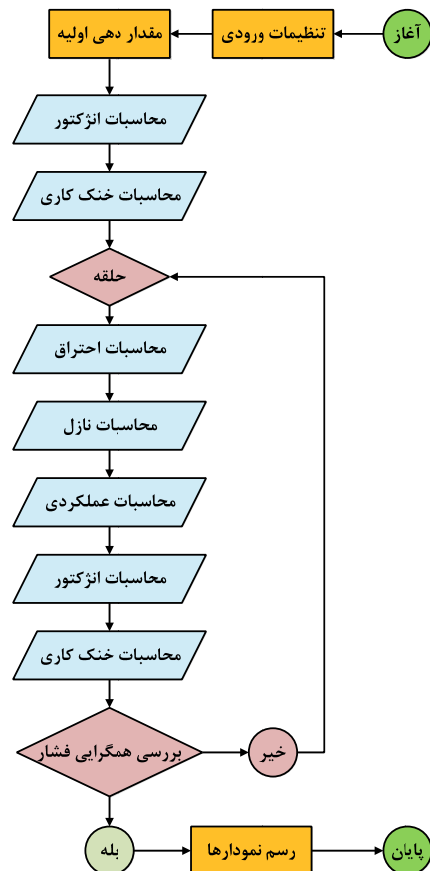 آغاز
تنظیمات ورودی
مقدار دهی اولیه
محاسبات انژکتور
محاسبات خنک کاری
حلقه
محاسبات احتراق
محاسبات نازل
محاسبات عملکردی
محاسبات انژکتور
محاسبات خنک کاری
بررسی همگرایی فشار
خیر
بله
رسم نمودارها
پایان